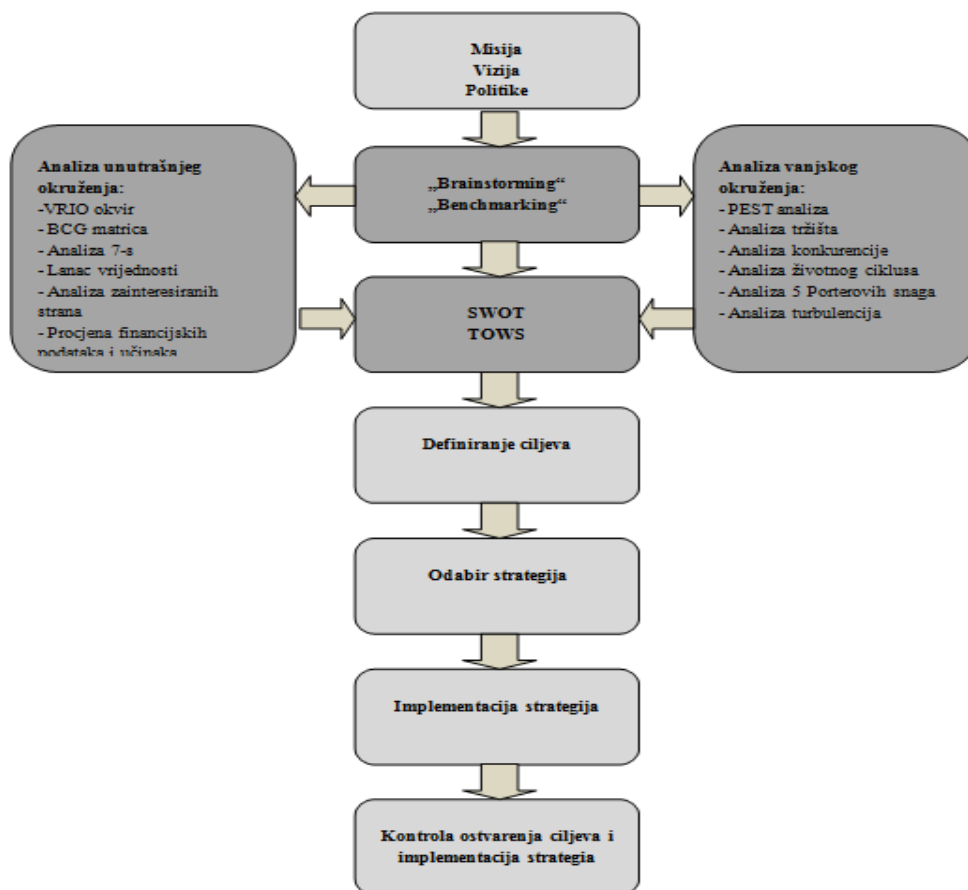 Misija
Vizija
Politike
Analiza unutrašnjeg
okruženja:
-VRIO okvir
- BCG matrica
- Analiza 7-s
- Lanac vrijednosti
- Analiza zainteresiranih
strana
- Procjena financijskih
podataka i učinaka
„Brainstorming“
„Benchmarking“
Analiza vanjskog
okruženja:
- PEST analiza
- Analiza tržišta
- Analiza konkurencije
- Analiza životnog ciklusa
- Analiza 5 Porterovih snaga
- Analiza turbulencija
SWOT
TOWS
Definiranje ciljeva
Odabir strategija
Implementacija strategija
Kontrola ostvarenja ciljeva i
implementacija strategia